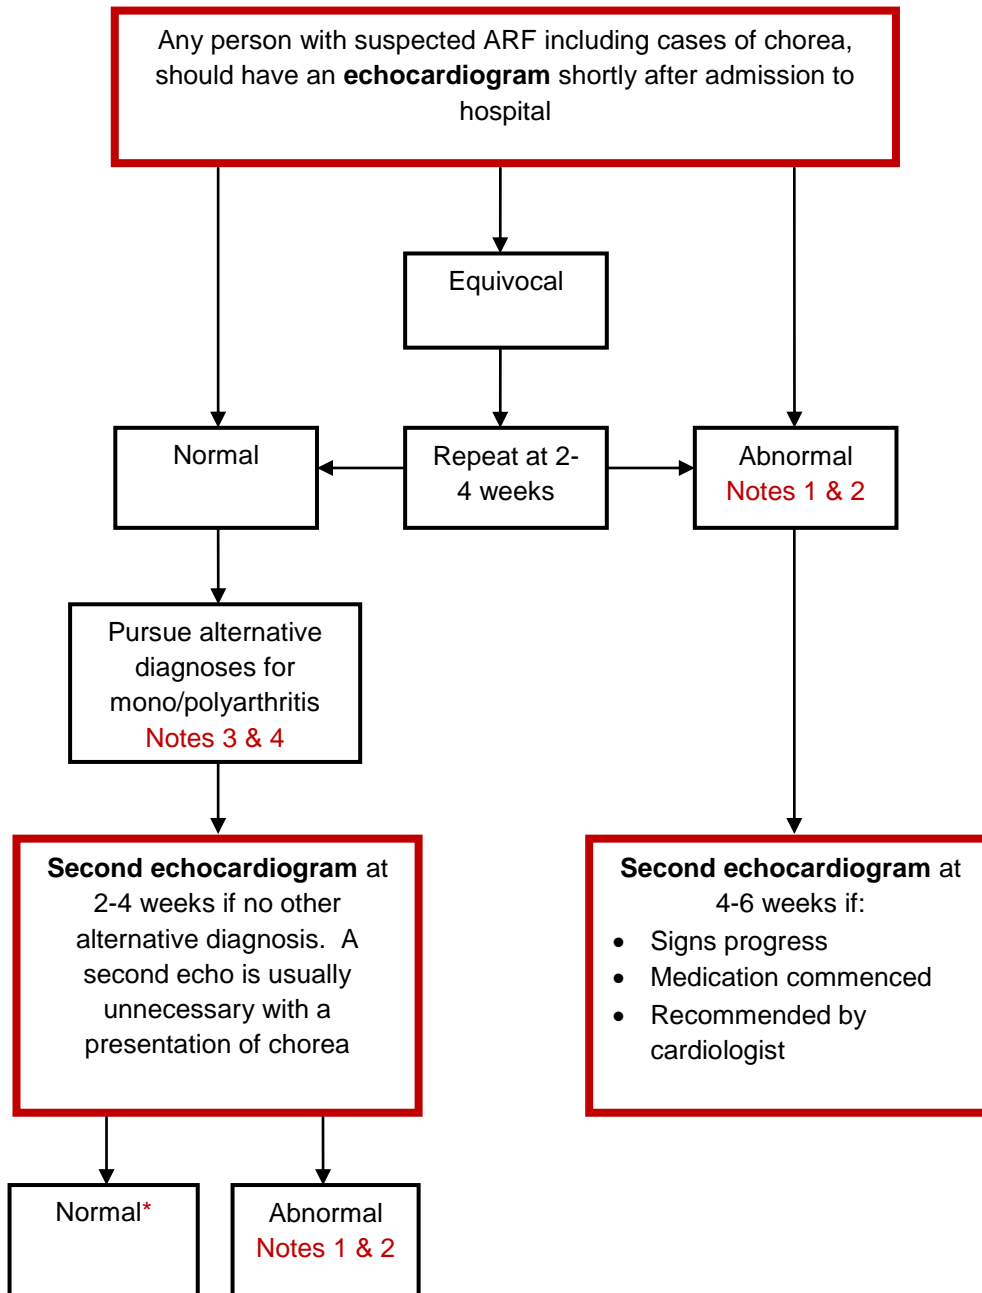 Any person with suspected ARF including cases of chorea,
should have an echocardiogram shortly after admission to
hospital
Equivocal
Normal
Repeat at 2-
4 weeks
Abnormal
Notes 1 & 2
Pursue alternative
diagnoses for
mono/polyarthritis
Notes 3 & 4
Second echocardiogram at
2-4 weeks if no other
alternative diagnosis.  A
second echo is usually
unnecessary with a
presentation of chorea
Second echocardiogram at
4-6 weeks if:
• Signs progress
• Medication commenced
• Recommended by
cardiologist
Normal*
Abnormal
Notes 1 & 2